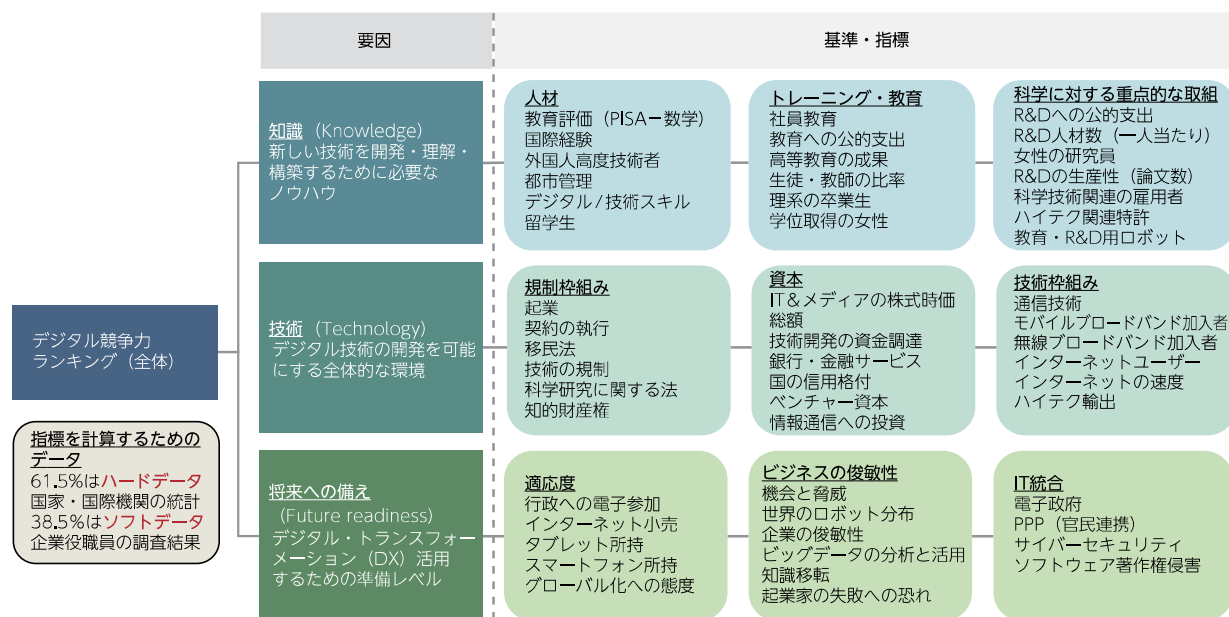 要因
基準・指標
デジタル競争力
ランキング（全体）
指標を計算するための
データ
61.5%はハードデータ
国家・国際機関の統計
38.5%はソフトデータ
企業役職員の調査結果
知識（Knowledge）
新しい技術を開発・理解・
構築するために必要な
ノウハウ
人材
教育評価（PISA－数学）
国際経験
外国人高度技術者
都市管理
デジタル/技術スキル
留学生
トレーニング・教育
社員教育
教育への公的支出
高等教育の成果
生徒・教師の比率
理系の卒業生
学位取得の女性
科学に対する重点的な取組
R&Dへの公的支出
R&D人材数（一人当たり）
女性の研究員
R&Dの生産性（論文数）
科学技術関連の雇用者
ハイテク関連特許
教育・R&D用ロボット
技術（Technology）
デジタル技術の開発を可能
にする全体的な環境
規制枠組み
起業
契約の執行
移民法
技術の規制
科学研究に関する法
知的財産権
資本
IT＆メディアの株式時価
総額
技術開発の資金調達
銀行・金融サービス
国の信用格付
ベンチャー資本
情報通信への投資
技術枠組み
通信技術
モバイルブロードバンド加入者
無線ブロードバンド加入者
インターネットユーザー
インターネットの速度
ハイテク輸出
将来への備え
（Future readiness）
デジタル・トランスフォー
メーション（DX）活用
するための準備レベル
適応度
行政への電子参加
インターネット小売
タブレット所持
スマートフォン所持
グローバル化への態度
ビジネスの俊敏性
機会と脅威
世界のロボット分布
企業の俊敏性
ビッグデータの分析と活用
知識移転
起業家の失敗への恐れ
IT統合
電子政府
PPP（官民連携）
サイバーセキュリティ
ソフトウェア著作権侵害